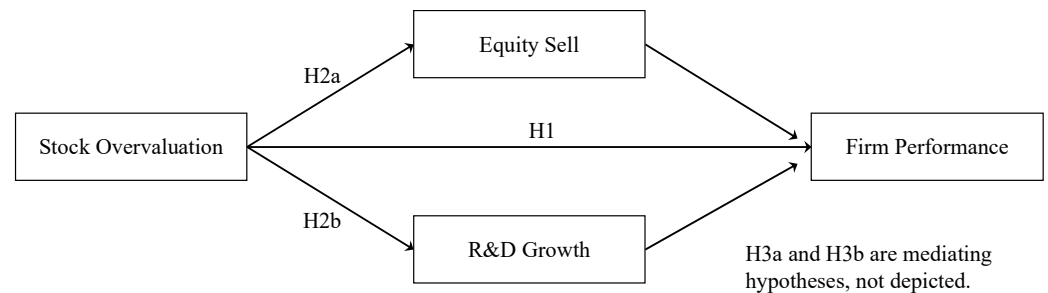 Equity Sell
H2a
H1
Stock Overvaluation
Firm Performance
H2b
R&D Growth
H3a and H3b are mediating
hypotheses, not depicted.